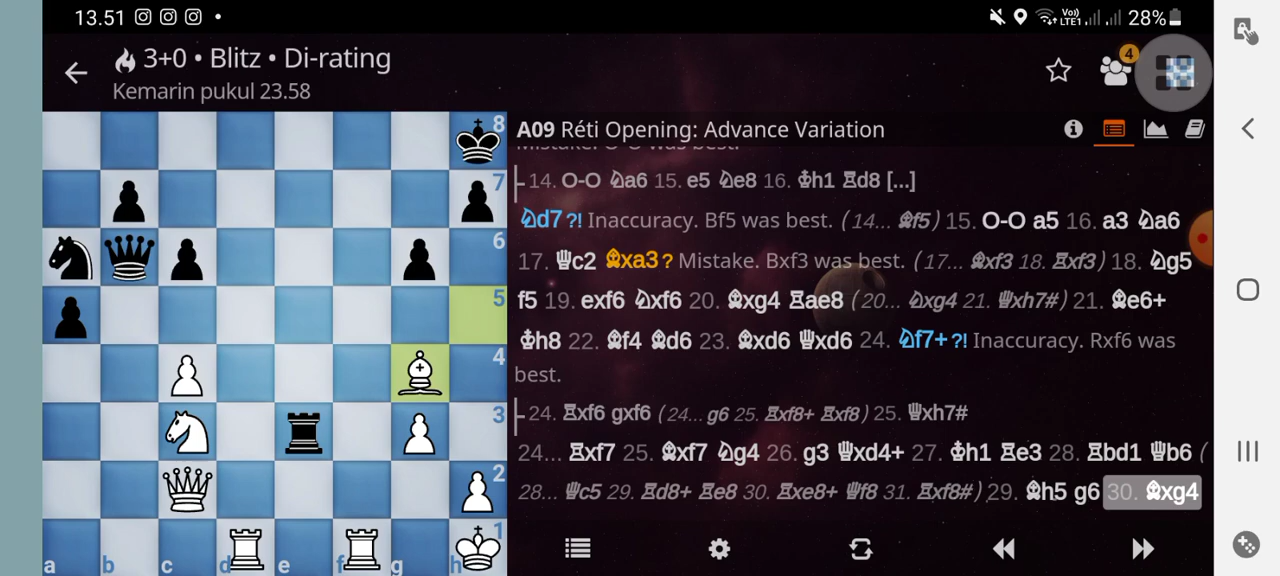 13.51
Vo)) LTE1
28%
3+0 • Blitz • Di-rating
Kemarin pukul 23.58
4
A09 Réti Opening: Advance Variation
Mistake. O-O was best.
14. O-O ♞a6 15. e5 ♞e8 16. ♚h1 ♜d8 [...]
♞d7?! Inaccuracy. Bf5 was best. (14... ♝f5) 15. O-O a5 16. a3 ♞a6
17. ♛c2 ♝xa3? Mistake. Bxf3 was best. (17... ♝xf3 18. ♜xf3) 18. ♞g5
f5 19. exf6 ♞xf6 20. ♝xg4 ♜ae8 (20... ♞xg4 21. ♛xh7#) 21. ♝e6+
♚h8 22. ♝f4 ♝d6 23. ♝xd6 ♛xd6 24. ♞f7+?! Inaccuracy. Rxf6 was
best.
24. ♜xf6 gxf6 (24... g6 25. ♜xf8+ ♜xf8) 25. ♛xh7#
24... ♜xf7 25. ♝xf7 ♞g4 26. g3 ♛xd4+ 27. ♚h1 ♜e3 28. ♜bd1 ♛b6 (
28... ♛c5 29. ♜d8+ ♜e8 30. ♜xe8+ ♛f8 31. ♜xf8#) 29. ♝h5 g6 30. ♝xg4
8
7
6
5
4
3
2
1
a b c d e f g h